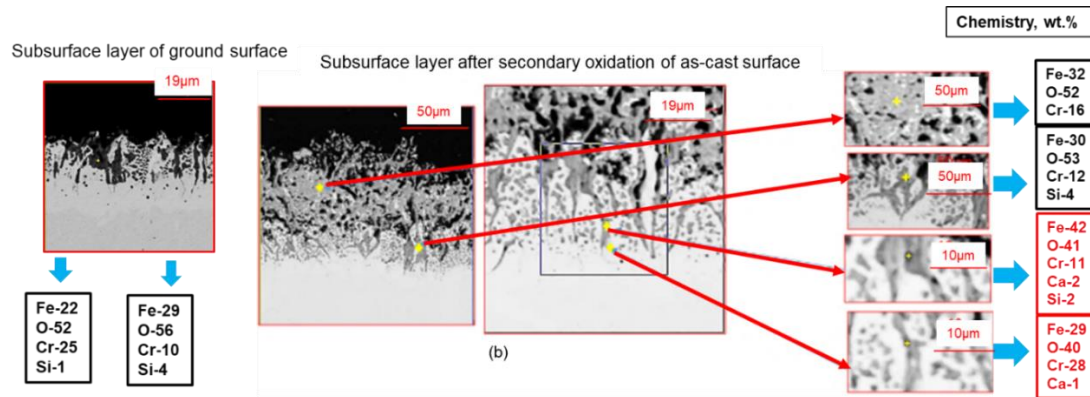 Chemistry, wt.%
Subsurface layer of ground surface
Subsurface layer after secondary oxidation of as-cast surface
19µm
50µm
19µm
50µm
50µm
10µm
10µm
Fe-32
O-52
Cr-16
Fe-30
O-53
Cr-12
Si-4
Fe-42
O-41
Cr-11
Ca-2
Si-2
Fe-29
O-40
Cr-28
Ca-1
Fe-22
O-52
Cr-25
Si-1
Fe-29
O-56
Cr-10
Si-4
(b)